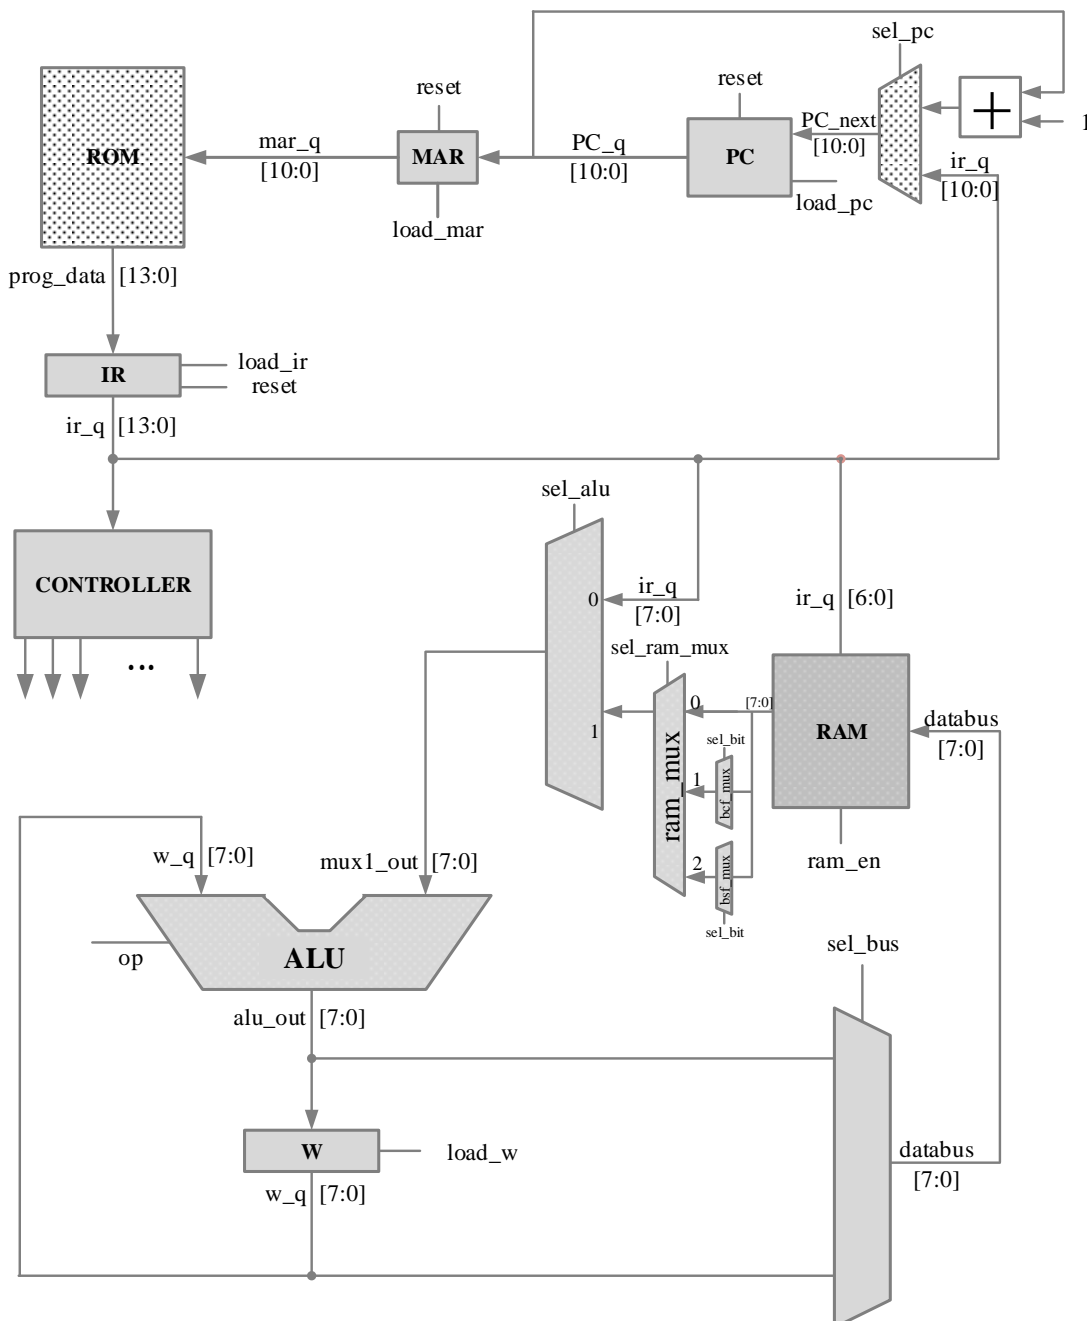 sel_pc
reset
reset
PC_next
[10:0]
+
1
mar_q
[10:0]
ROM
MAR
PC_q
[10:0]
PC
ir_q
[10:0]
load_mar
load_pc
prog_data [13:0]
IR
load_ir
reset
ir_q [13:0]
sel_alu
CONTROLLER
...
0
ir_q
[7:0]
ir_q [6:0]
sel_ram_mux
0
[7:0]
1
ram_mux
sel_bit
bcf_mux
1
2
bsf_mux
sel_bit
RAM
databus
[7:0]
ram_en
w_q [7:0]
mux1_out [7:0]
ALU
op
alu_out [7:0]
sel_bus
W
load_w
w_q [7:0]
databus
[7:0]